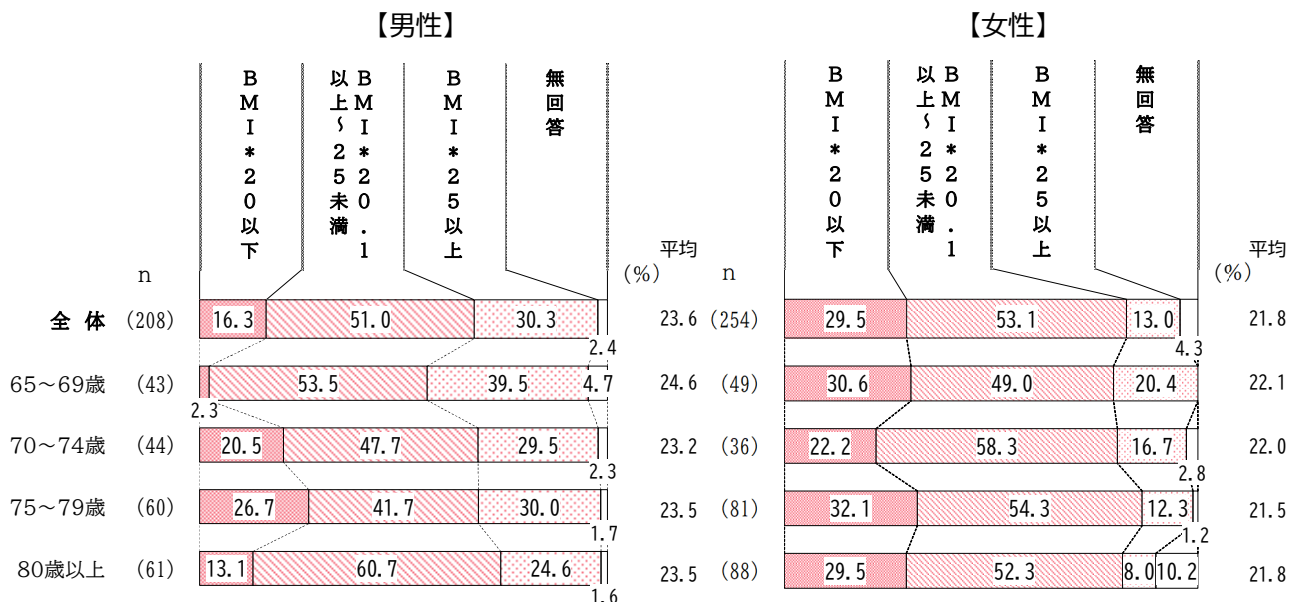 【男性】
【女性】
BMI*20以下
BMI*20.1以上~25未満
BMI*25以上
無回答
BMI*20以下
BMI*20.1以上~25未満
BMI*25以上
無回答
n
平均
(%)
n
平均
(%)
全体 (208) 16.3 51.0 30.3 2.4 23.6 (254) 29.5 53.1 13.0 4.3 21.8
65~69歳 (43) 2.3 53.5 39.5 4.7 24.6 (49) 30.6 49.0 20.4 22.1
70~74歳 (44) 20.5 47.7 29.5 2.3 23.2 (36) 22.2 58.3 16.7 2.8 22.0
75~79歳 (60) 26.7 41.7 30.0 1.7 23.5 (81) 32.1 54.3 12.3 1.2 21.5
80歳以上 (61) 13.1 60.7 24.6 1.6 23.5 (88) 29.5 52.3 8.0 10.2 21.8